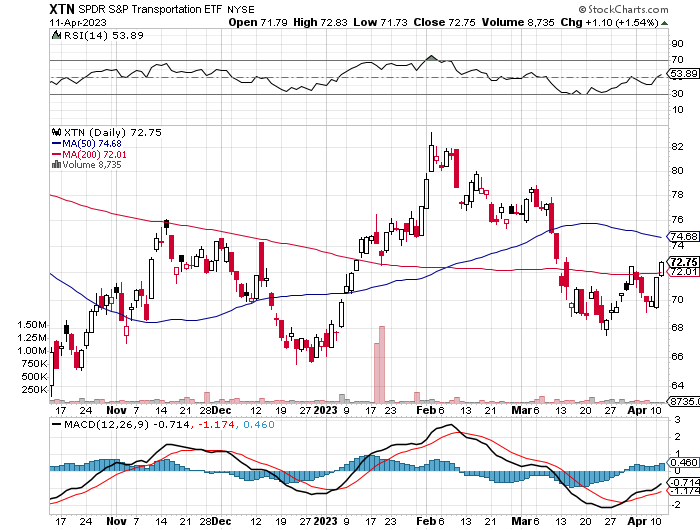 XTN SPDR S&P Transportation ETF NYSE © StockCharts.com
11-Apr-2023 Open 71.79 High 72.83 Low 71.73 Close 72.75 Volume 8,735 Chg +1.10 (+1.54%)
RSI(14) 53.89
90
70
53.89
50
30
10
XTN (Daily) 72.75
MA(50) 74.68
MA(200) 72.01
Volume 8,735
82
80
78
76
74.68
74
72.75
72.01
70
68
66
64
1.50M
1.25M
1.00M
750K
500K
250K
8735.0
17 24 Nov 7 14 21 28 Dec 12 19 27 2023 9 17 23 Feb 6 13 21 Mar 6 13 20 27 Apr 10
MACD(12,26,9) -0.714, -1.174, 0.460
3
2
1
0.460
0
-0.714
-1.174
-2
17 24 Nov 7 14 21 28 Dec 12 19 27 2023 9 17 23 Feb 6 13 21 Mar 6 13 20 27 Apr 10